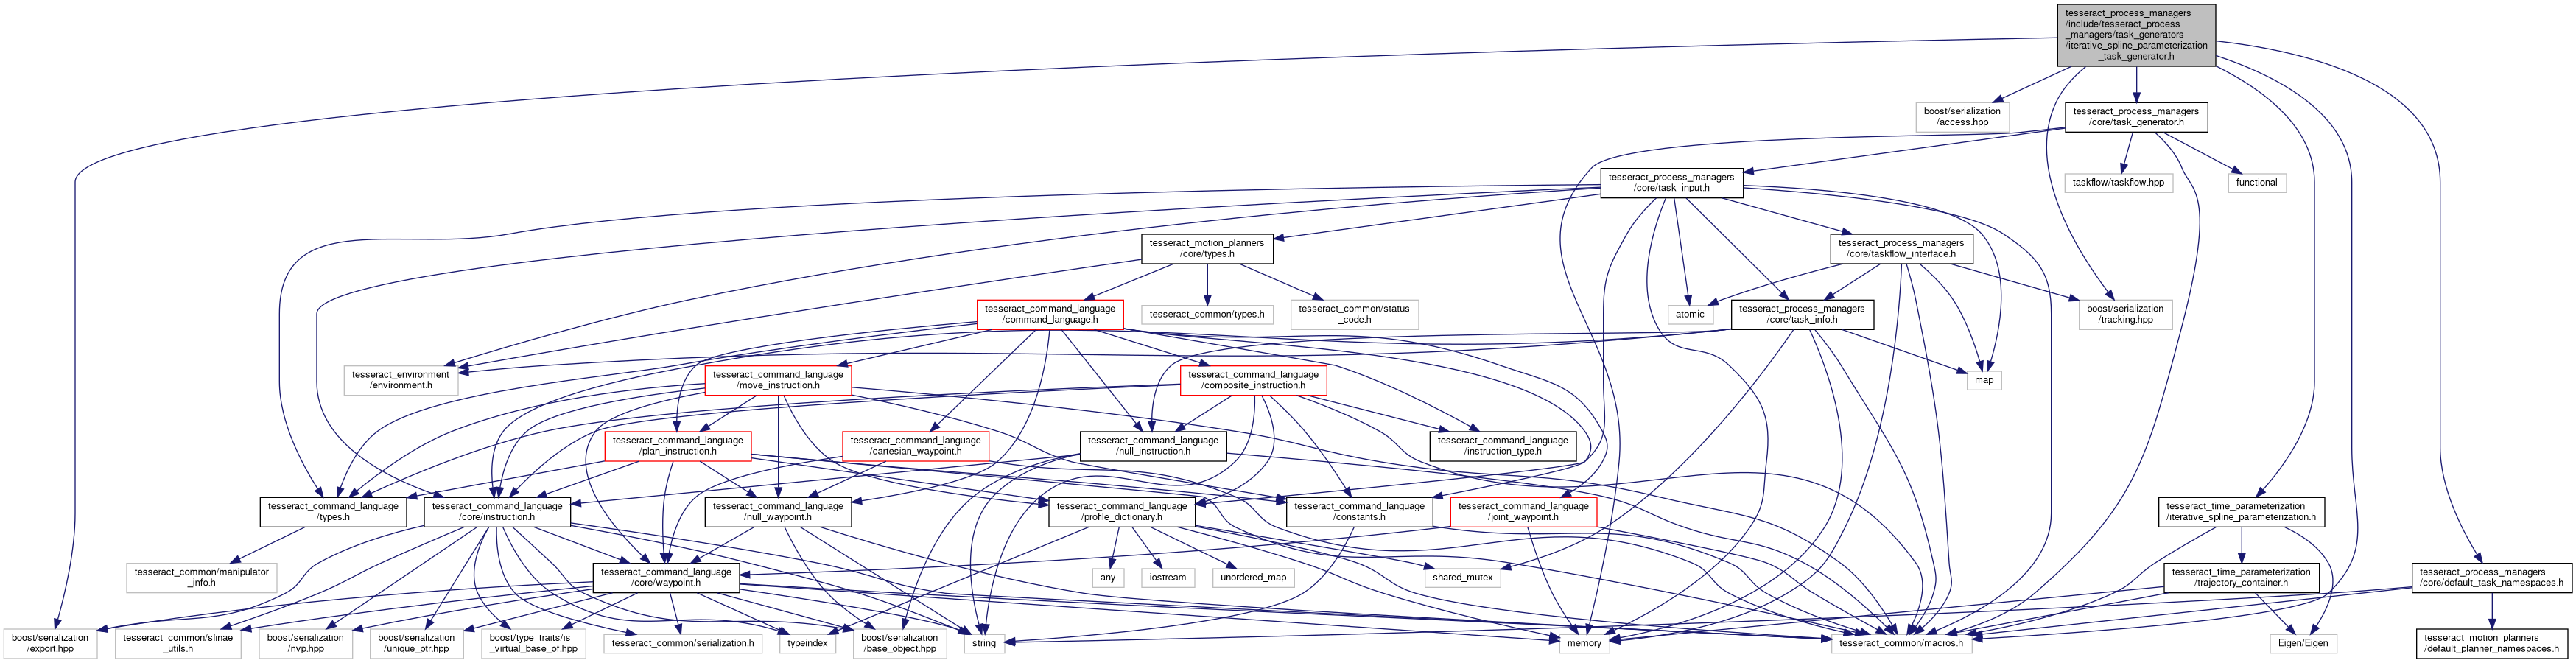 tesseract_process_managers
/include/tesseract_process
_managers/task_generators
/iterative_spline_parameterization
_task_generator.h
boost/serialization
/access.hpp
tesseract_process_managers
/core/task_generator.h
tesseract_process_managers
/core/task_input.h
taskflow/taskflow.hpp
functional
tesseract_motion_planners
/core/types.h
tesseract_process_managers
/core/taskflow_interface.h
tesseract_command_language
/command_language.h
tesseract_common/types.h
tesseract_common/status
_code.h
atomic
tesseract_process_managers
/core/task_info.h
boost/serialization
/tracking.hpp
tesseract_environment
/environment.h
tesseract_command_language
/move_instruction.h
tesseract_command_language
/composite_instruction.h
map
tesseract_command_language
/plan_instruction.h
tesseract_command_language
/cartesian_waypoint.h
tesseract_command_language
/null_instruction.h
tesseract_command_language
/instruction_type.h
tesseract_command_language
/types.h
tesseract_command_language
/core/instruction.h
tesseract_command_language
/null_waypoint.h
tesseract_command_language
/profile_dictionary.h
tesseract_command_language
/constants.h
tesseract_command_language
/joint_waypoint.h
tesseract_time_parameterization
/iterative_spline_parameterization.h
tesseract_common/manipulator
_info.h
tesseract_command_language
/core/waypoint.h
any
iostream
unordered_map
shared_mutex
tesseract_time_parameterization
/trajectory_container.h
tesseract_process_managers
/core/default_task_namespaces.h
boost/serialization
/export.hpp
tesseract_common/sfinae
_utils.h
boost/serialization
/nvp.hpp
boost/serialization
/unique_ptr.hpp
boost/type_traits/is
_virtual_base_of.hpp
tesseract_common/serialization.h
typeindex
boost/serialization
/base_object.hpp
string
memory
tesseract_common/macros.h
Eigen/Eigen
tesseract_motion_planners
/default_planner_namespaces.h